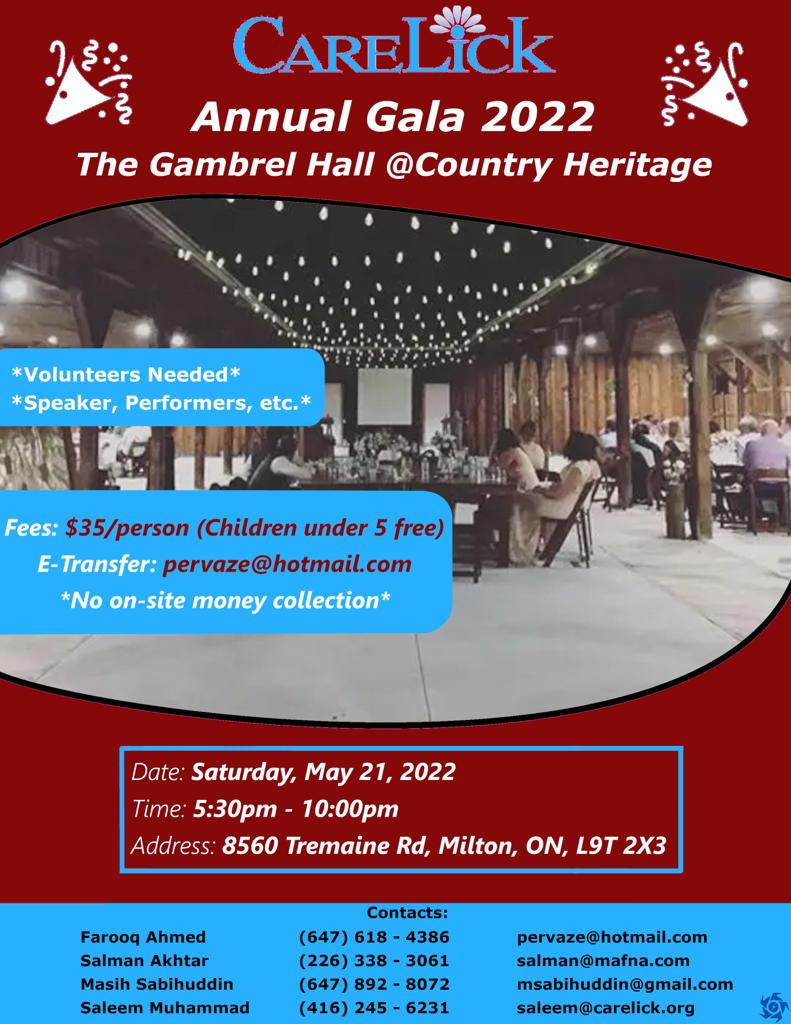 CARELICK
Annual Gala 2022
The Gambrel Hall @Country Heritage
*Volunteers Needed*
*Speaker, Performers, etc.*
Fees: $35/person (Children under 5 free)
E-Transfer: pervaze@hotmail.com
*No on-site money collection*
Date: Saturday, May 21, 2022
Time: 5:30pm - 10:00pm
Address: 8560 Tremaine Rd, Milton, ON, L9T 2X3
Contacts:
Farooq Ahmed (647) 618 - 4386 pervaze@hotmail.com
Salman Akhtar (226) 338 - 3061 salman@mafna.com
Masih Sabihuddin (647) 892 - 8072 msabihuddin@gmail.com
Saleem Muhammad (416) 245 - 6231 saleem@carelick.org